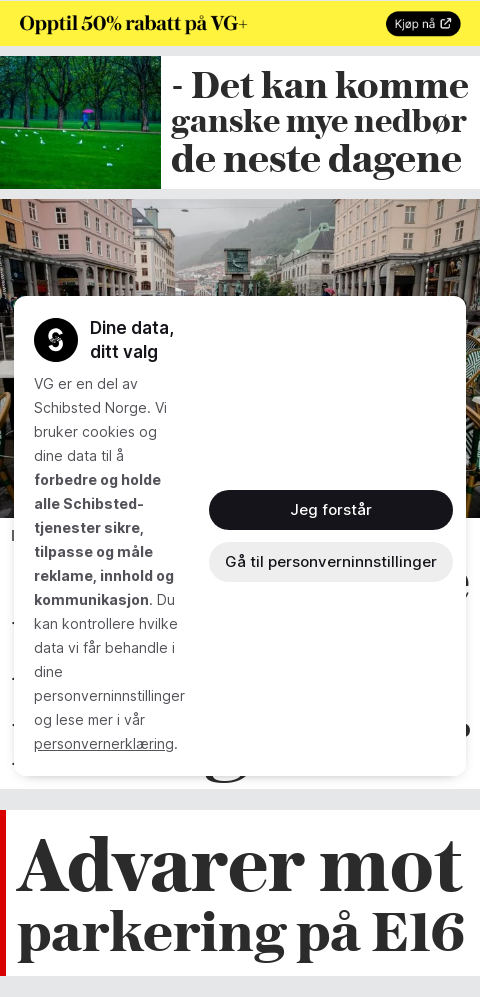 Opptil 50% rabatt på VG+
Kjøp nå
- Det kan komme
ganske mye nedbør
de neste dagene
Dine data,
ditt valg
VG er en del av
Schibsted Norge. Vi
bruker cookies og
dine data til å
forbedre og holde
alle Schibsted-
tjenester sikre,
tilpasse og måle
reklame, innhold og
kommunikasjon. Du
kan kontrollere hvilke
data vi får behandle i
dine
personverninnstillinger
og lese mer i vår
personvernerklæring.
Jeg forstår
Gå til personverninnstillinger
Advarer mot
parkering på E16